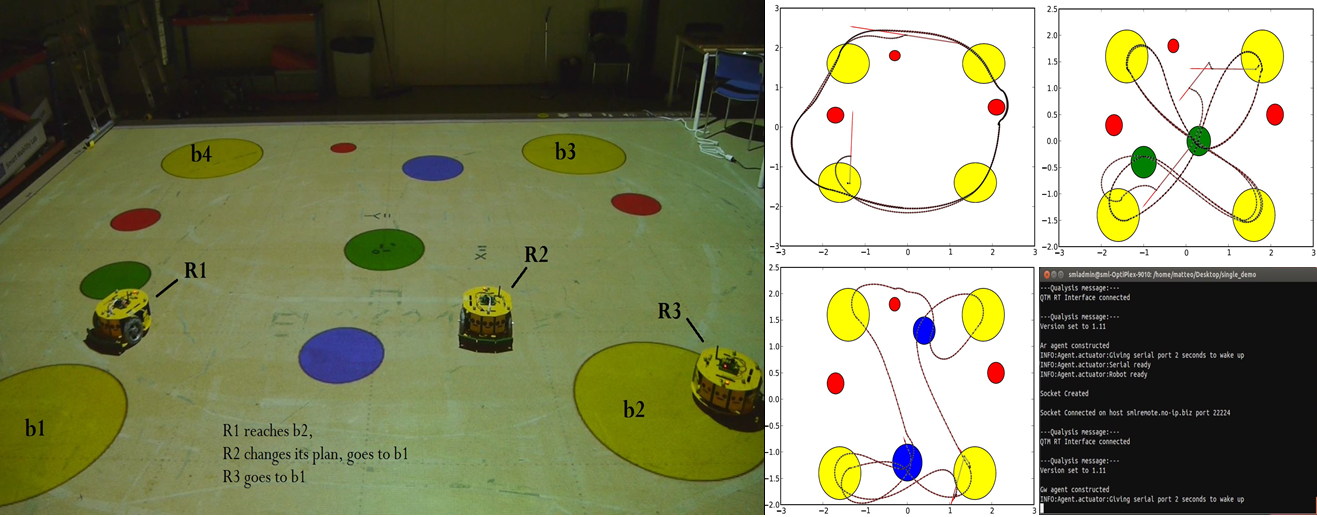 b4
b3
R1
R2
R3
b1
b2
R1 reaches b2,
R2 changes its plan, goes to b1
R3 goes to b1
3
2
1
0
−1
−2
−3
−3 −2 −1 0 1 2 3
2.5
2.0
1.5
1.0
0.5
0.0
−0.5
−1.0
−1.5
−2.0
−3 −2 −1 0 1 2 3
2.5
2.0
1.5
1.0
0.5
0.0
−0.5
−1.0
−1.5
−2.0
−3 −2 −1 0 1 2 3
smladmin@sml-OptiPlex-9010: /home/matteo/Desktop/single_demo
---Qualysis message:---
QTM RT Interface connected
---Qualysis message:---
Version set to 1.11
Ar agent constructed
INFO:Agent.actuator:Giving serial port 2 seconds to wake up
INFO:Agent.actuator:Serial ready
INFO:Agent.actuator:Robot ready
Socket Created
Socket Connected on host smlremote.no-ip.biz port 22224
---Qualysis message:---
QTM RT Interface connected
---Qualysis message:---
Version set to 1.11
Gw agent constructed
INFO:Agent.actuator:Giving serial port 2 seconds to wake up